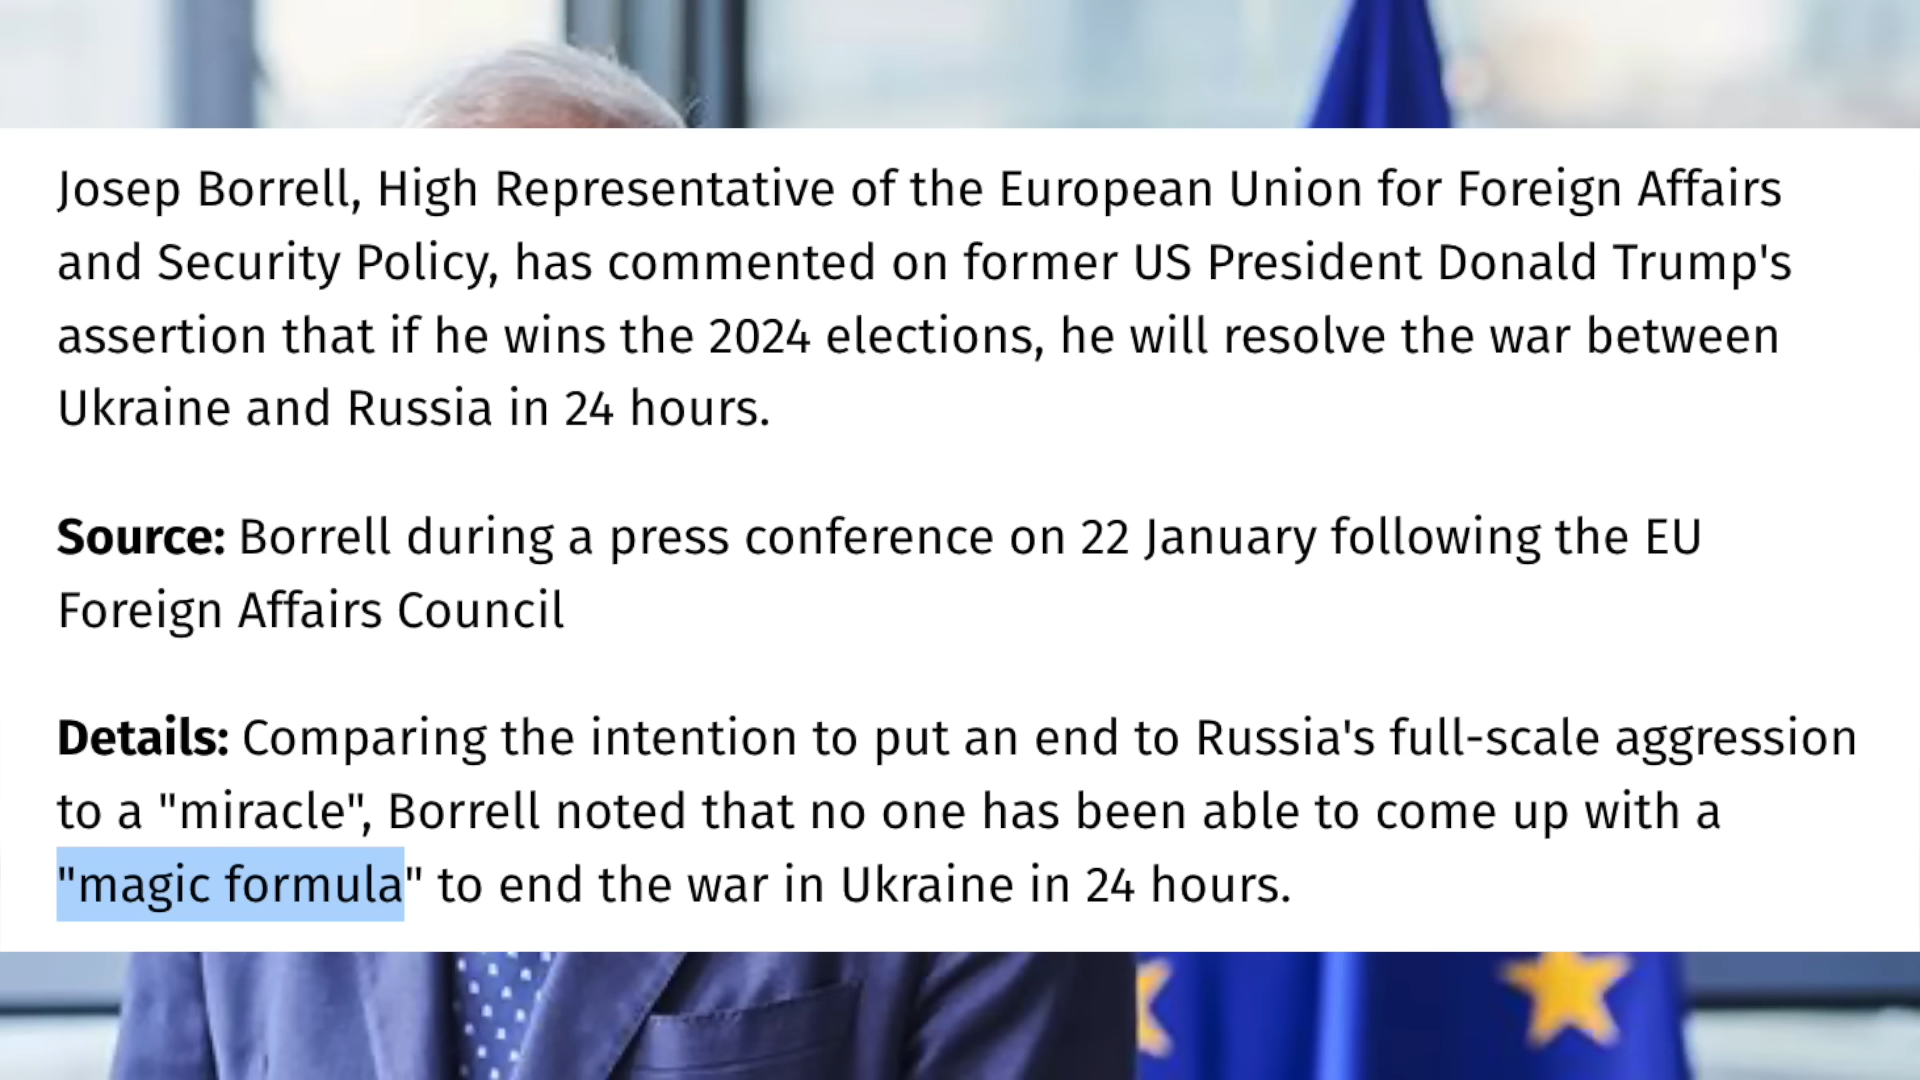 Josep Borrell, High Representative of the European Union for Foreign Affairs
and Security Policy, has commented on former US President Donald Trump's
assertion that if he wins the 2024 elections, he will resolve the war between
Ukraine and Russia in 24 hours.
Source: Borrell during a press conference on 22 January following the EU
Foreign Affairs Council
Details: Comparing the intention to put an end to Russia's full-scale aggression
to a "miracle", Borrell noted that no one has been able to come up with a
"magic formula" to end the war in Ukraine in 24 hours.